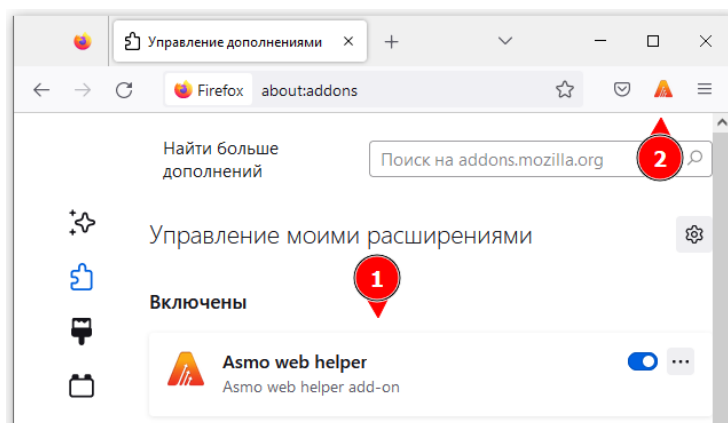 Управление дополнениями
Firefox about:addons
Найти больше
дополнений
Поиск на addons.mozilla.org
2
Управление моими расширениями
1
Включены
Asmo web helper
Asmo web helper add-on